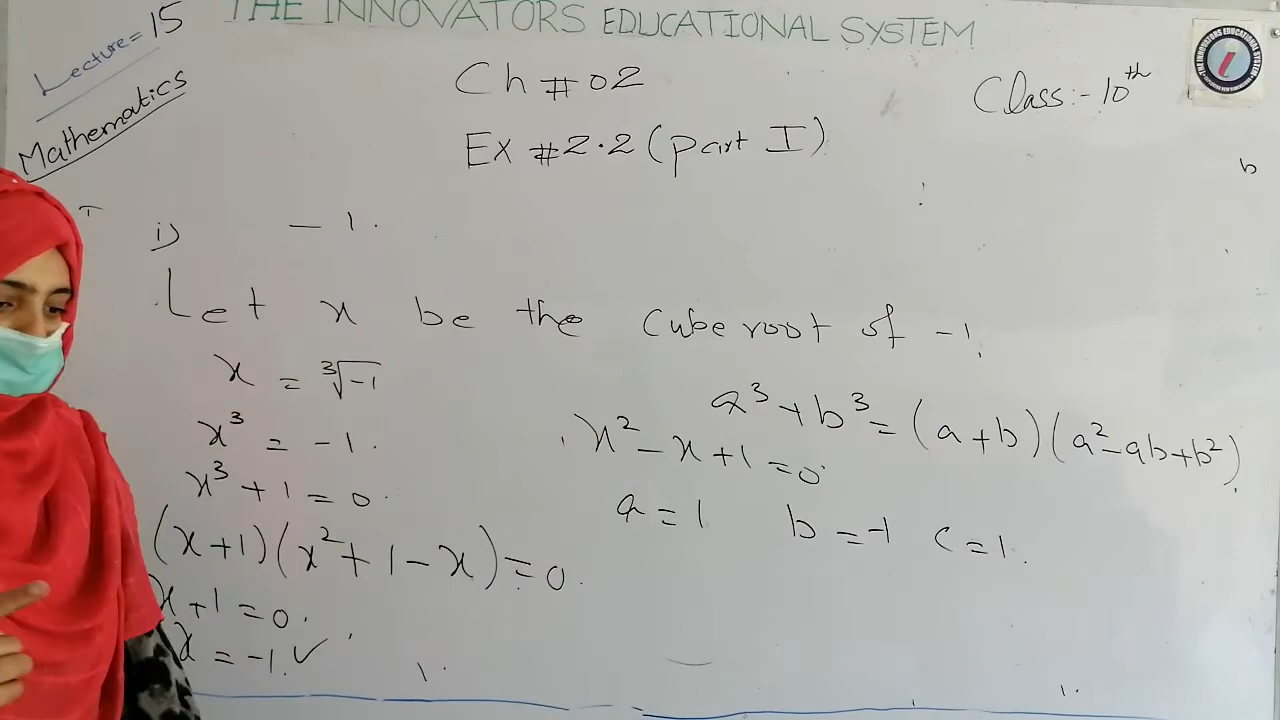 THE INNOVATORS EDUCATIONAL SYSTEM
Lecture = 15
Mathematics
Ch # 02
Class:- 10th
Ex # 2.2 (part I)
b
i) -1.
Let x be the cube root of -1.
x = ∛-1
x³ = -1.
x³ + 1 = 0.
(x+1)(x²+1-x) = 0.
x+1 = 0.
x = -1. ✓
a³ + b³ = (a+b)(a²-ab+b²)
x² - x + 1 = 0
a = 1 b = -1 c = 1.